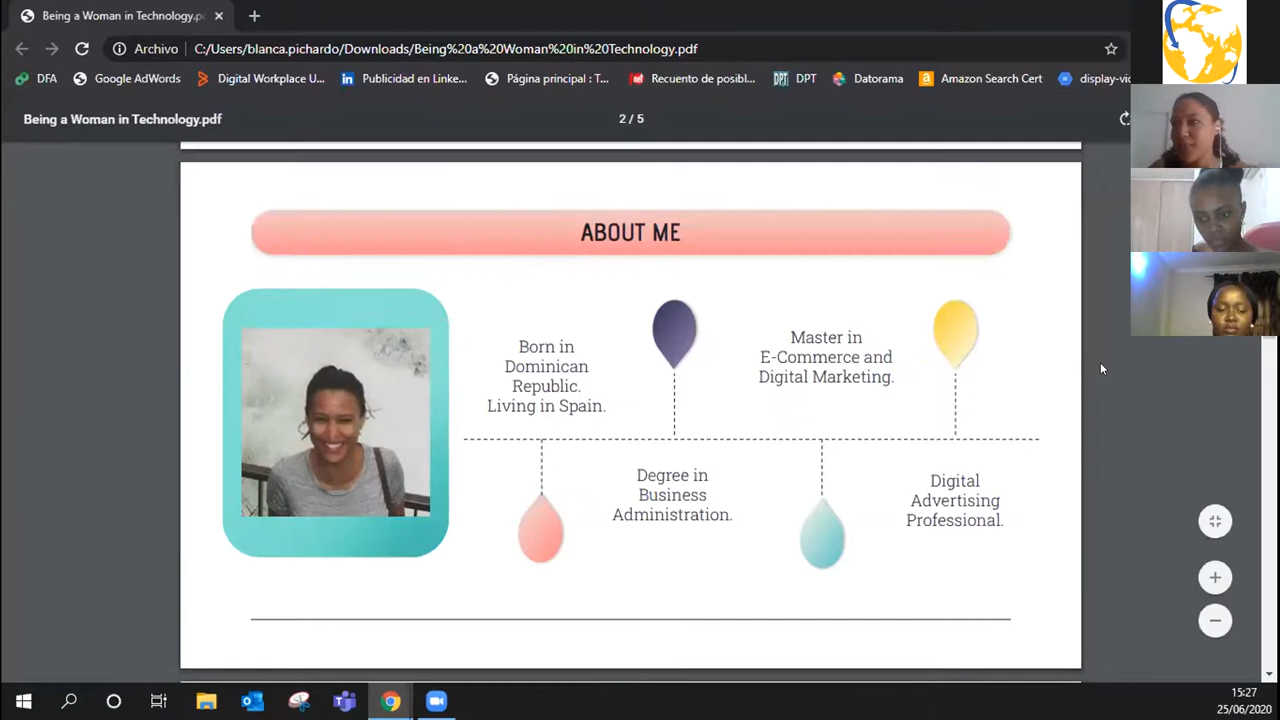 Being a Woman in Technology.p
Archivo
C:/Users/blanca.pichardo/Downloads/Being%20a%20Woman%20in%20Technology.pdf
DFA
Google AdWords
Digital Workplace U...
Publicidad en Linke...
Página principal : T...
Recuento de posibl...
DPT
DPT
Datorama
Amazon Search Cert
display-vi
Being a Woman in Technology.pdf
2 / 5
ABOUT ME
Born in
Dominican
Republic.
Living in Spain.
Degree in
Business
Administration.
Master in
E-Commerce and
Digital Marketing.
Digital
Advertising
Professional.
15:27
25/06/2020